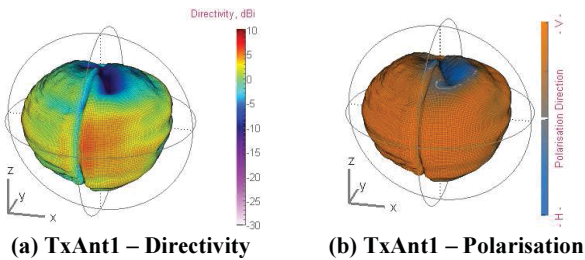 Directivity, dBi
10
5
0
-5
-10
-15
-20
-25
-30
z
y
x
- V -
Polarisation Direction
- H -
z
y
x
(a) TxAnt1 – Directivity
(b) TxAnt1 – Polarisation